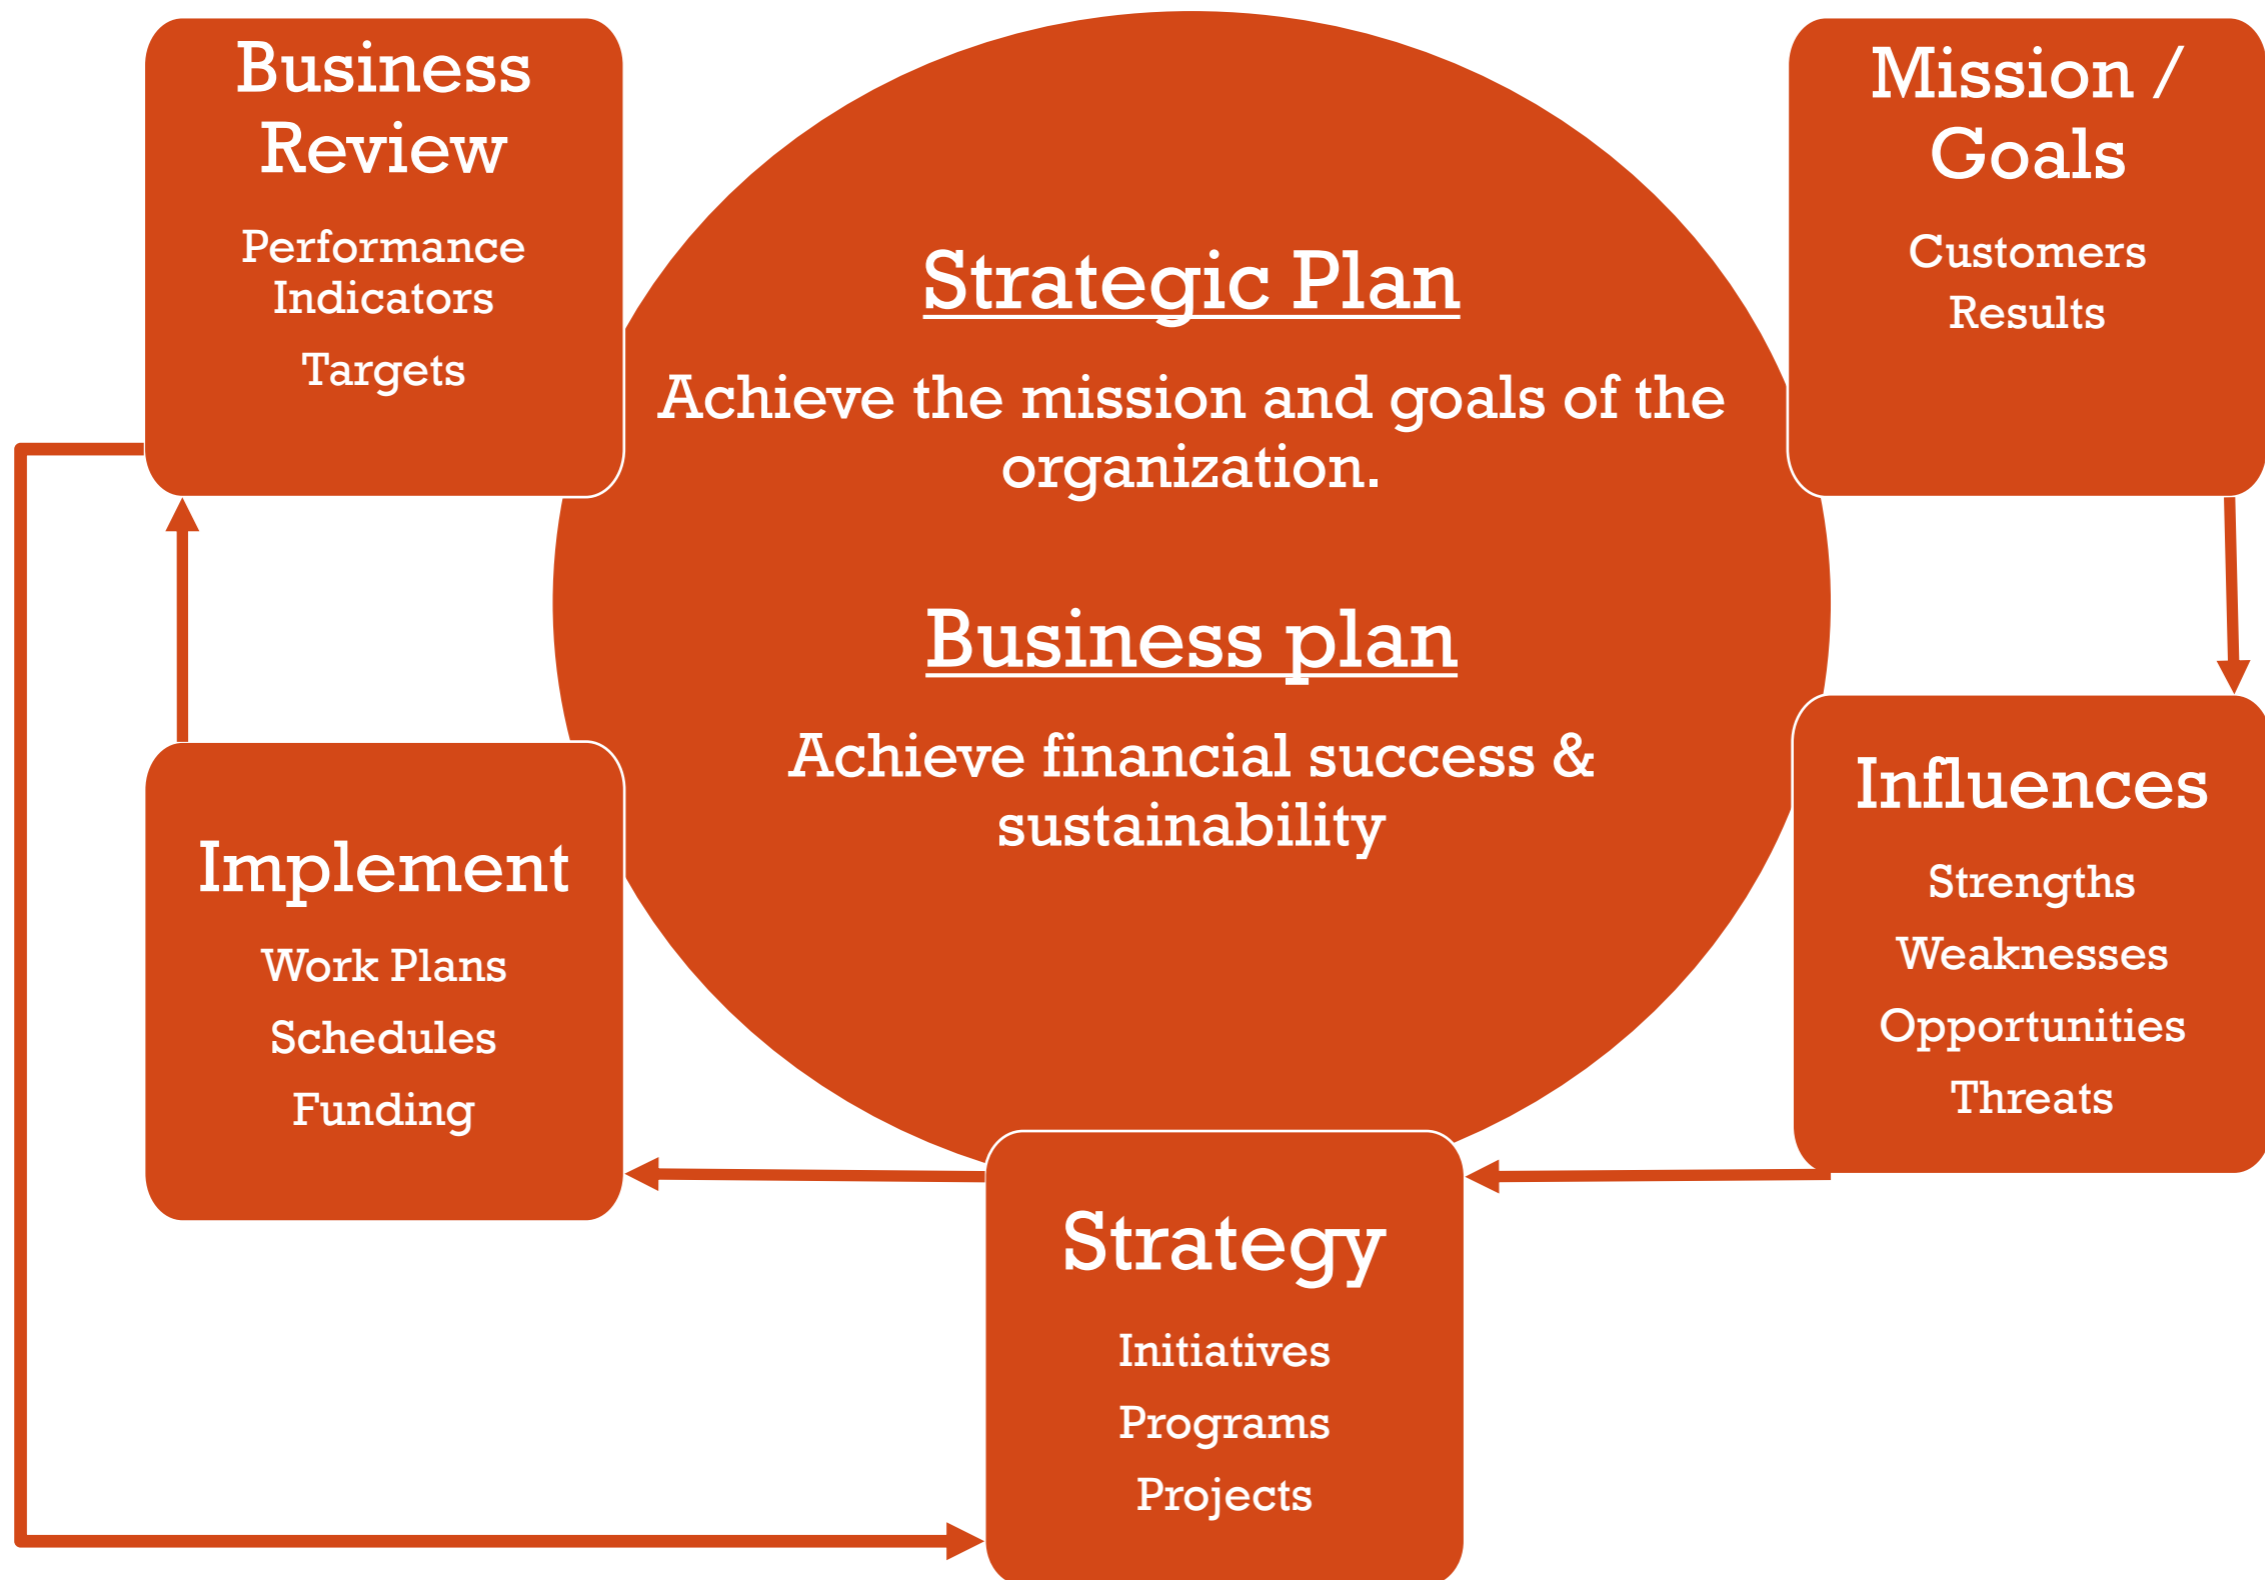 Business
Review
Performance
Indicators
Targets
Strategic Plan
Achieve the mission and goals of the
organization.
Business plan
Achieve financial success &
sustainability
Mission /
Goals
Customers
Results
Influences
Strengths
Weaknesses
Opportunities
Threats
Implement
Work Plans
Schedules
Funding
Strategy
Initiatives
Programs
Projects